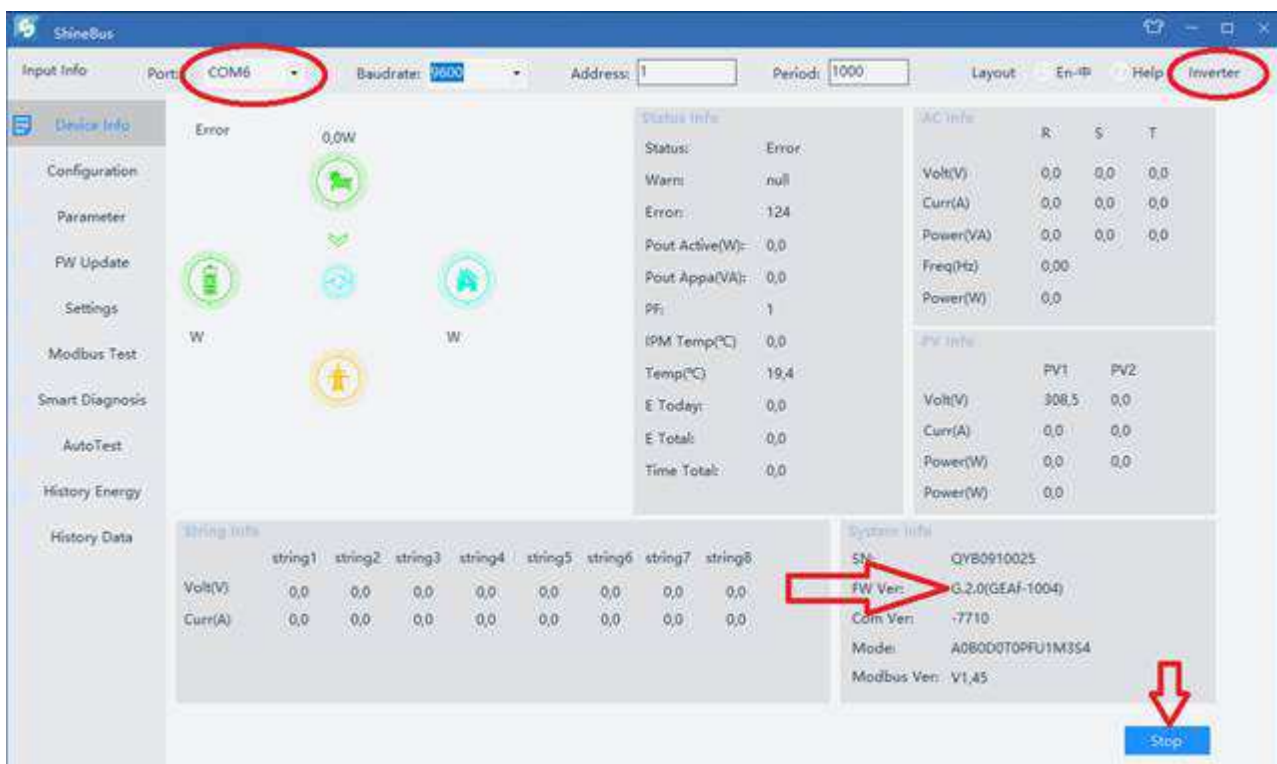 ShineBus
Input Info Port: COM6 Baudrate: 9600 Address: 1 Period: 1000 Layout En-中 Help Inverter
Device Info
Configuration
Parameter
FW Update
Settings
Modbus Test
Smart Diagnosis
AutoTest
History Energy
History Data
Error
0,0W
W W
Status Info
Status: Error
Warn: null
Error: 124
Pout Active(W): 0,0
Pout Appa(VA): 0,0
PF: 1
IPM Temp(℃) 0,0
Temp(℃) 19,4
E Today: 0,0
E Total: 0,0
Time Total: 0,0
AC Info
R S T
Volt(V) 0,0 0,0 0,0
Curr(A) 0,0 0,0 0,0
Power(VA) 0,0 0,0 0,0
Freq(Hz) 0,00
Power(W) 0,0
PV Info
PV1 PV2
Volt(V) 308,5 0,0
Curr(A) 0,0 0,0
Power(W) 0,0 0,0
Power(W) 0,0
String Info
string1 string2 string3 string4 string5 string6 string7 string8
Volt(V) 0,0 0,0 0,0 0,0 0,0 0,0 0,0 0,0
Curr(A) 0,0 0,0 0,0 0,0 0,0 0,0 0,0 0,0
System Info
SN: QYB0910025
FW Ver: G.2.0(GEAf-1004)
Com Ver: -7710
Mode: A0B0D0T0PFU1M3S4
Modbus Ver: V1,45
Stop